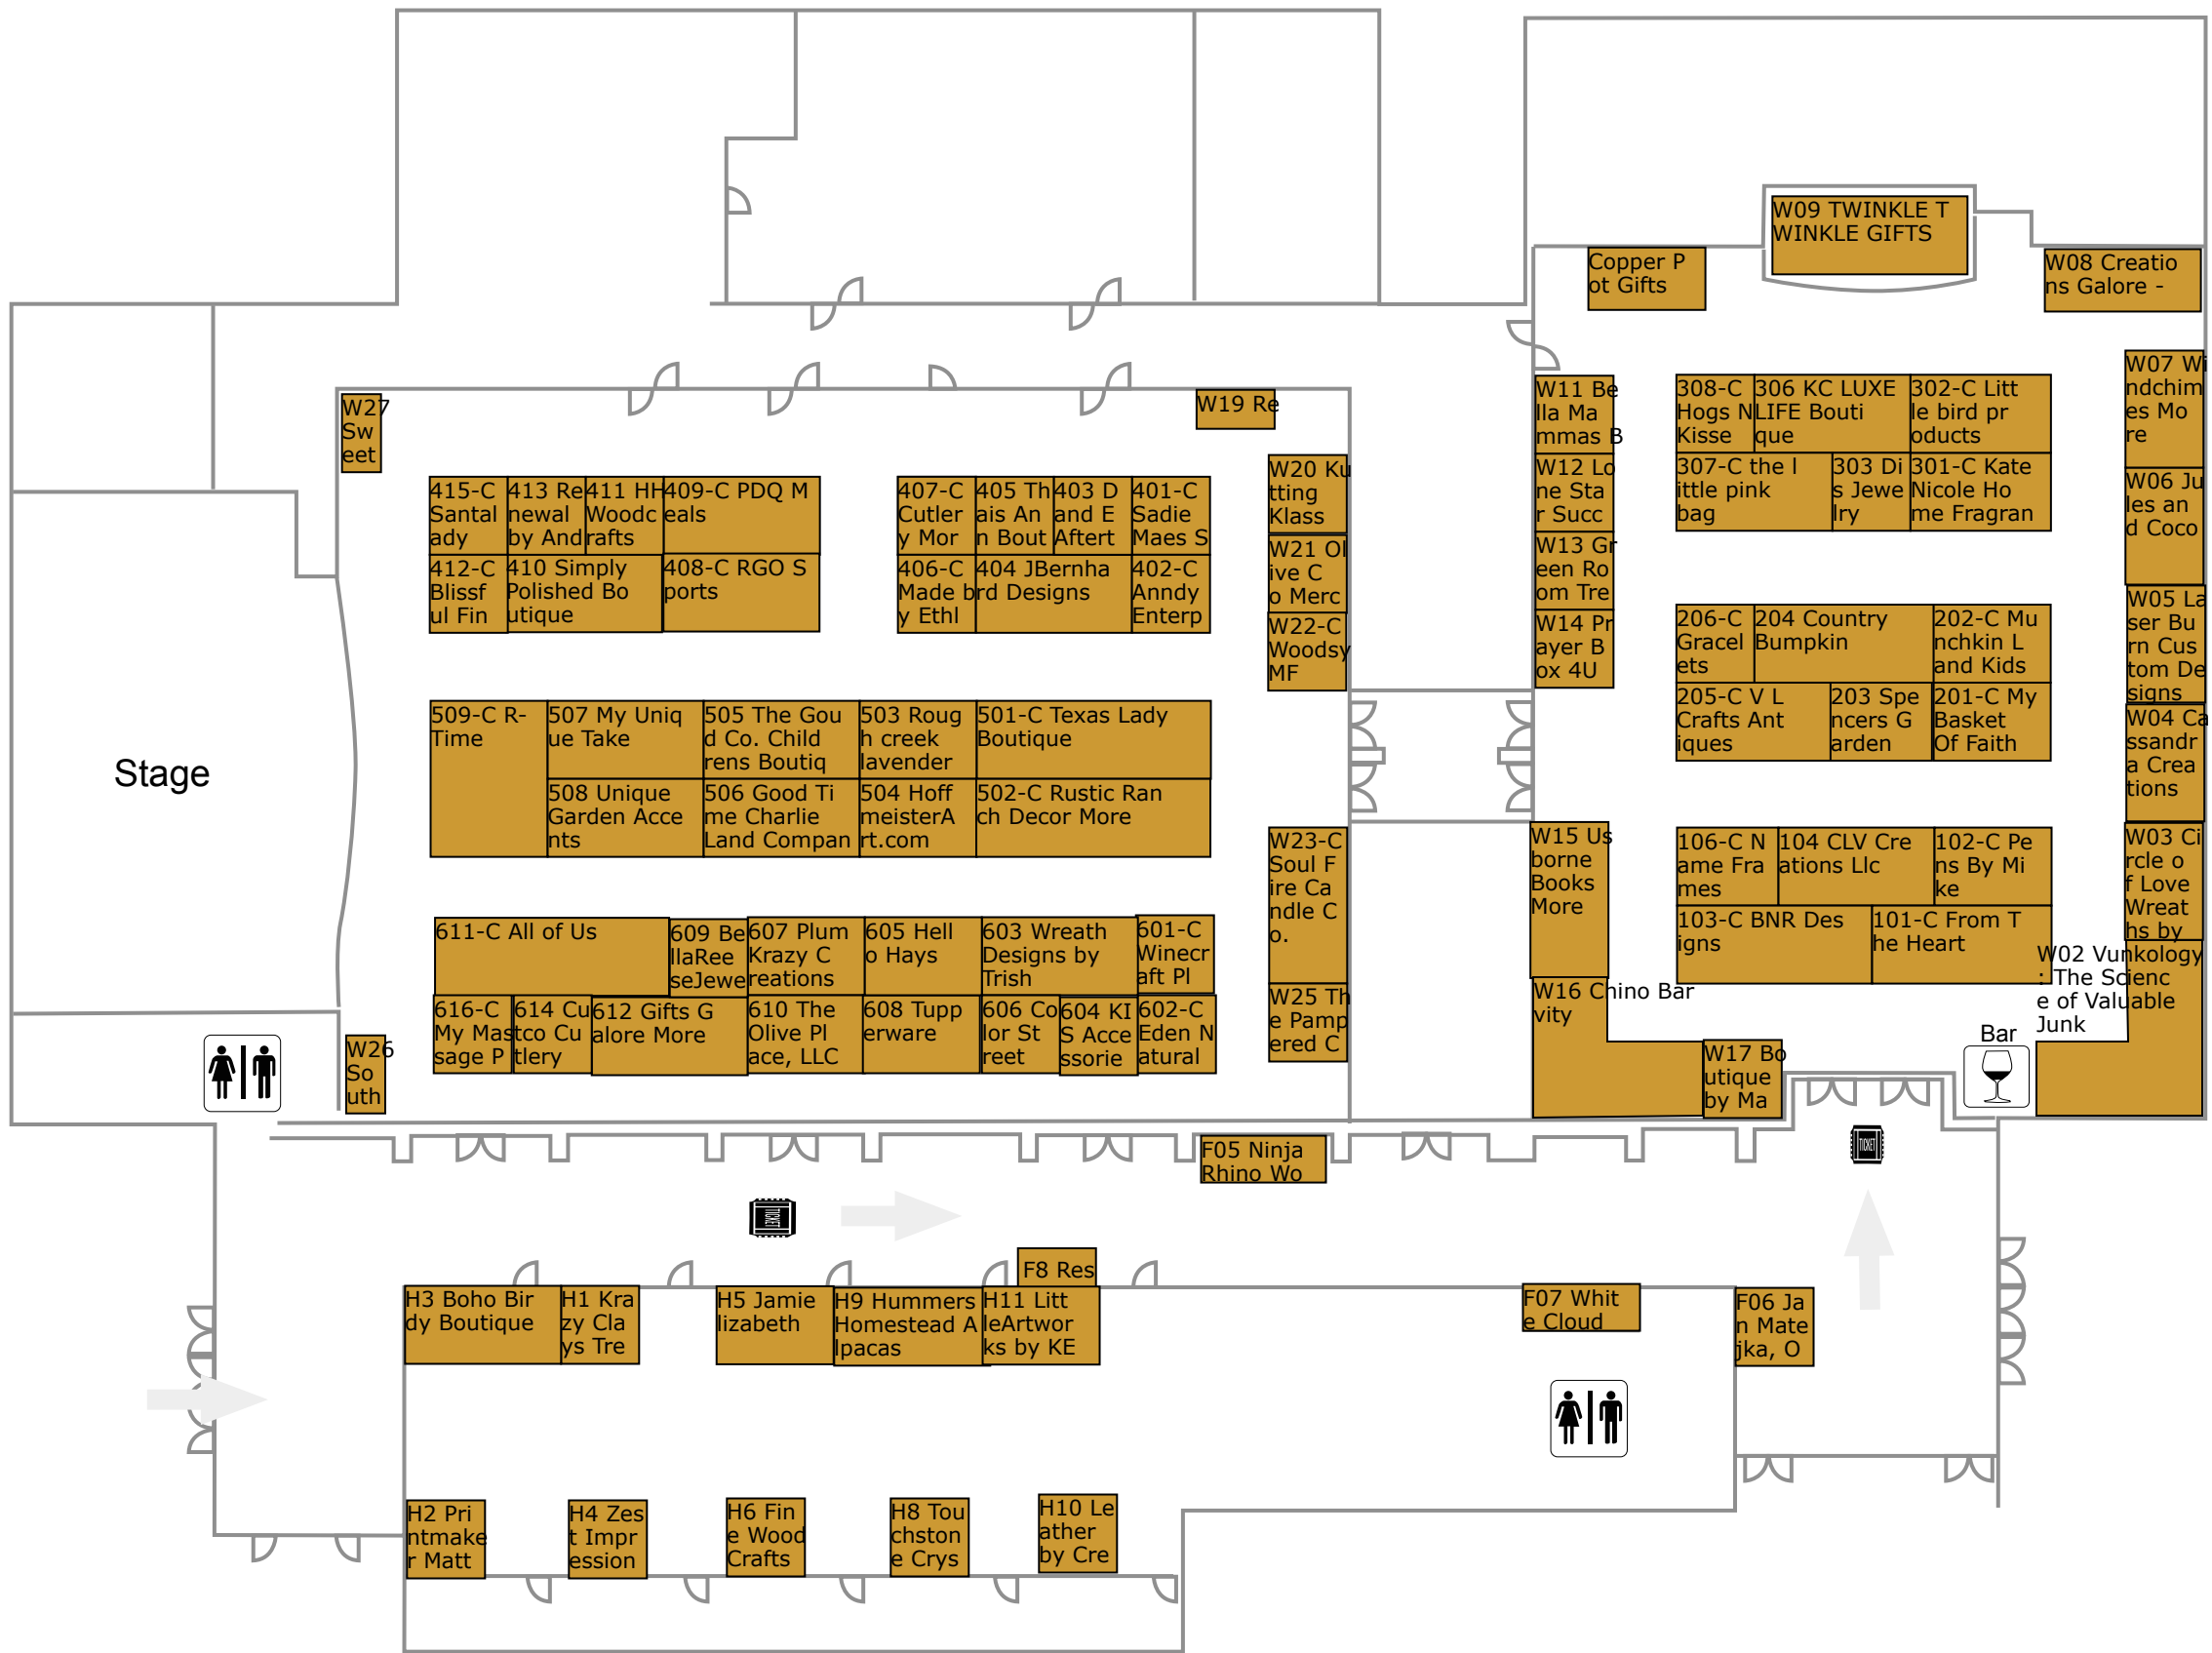 W09 TWINKLE T
WINKLE GIFTS
Copper P
ot Gifts
W08 Creatio
ns Galore -
W07 Wi
ndchim
es Mo
re
W27
Sw
eet
W19 Re
W11 Be
lla Ma
mmas B
308-C
Hogs N
Kisse
306 KC LUXE
LIFE Bouti
que
302-C Litt
le bird pr
oducts
W20 Ku
tting
Klass
W12 Lo
ne Sta
r Succ
307-C the l
ittle pink
bag
303 Di
s Jewe
lry
301-C Kate
Nicole Ho
me Fragran
W06 Ju
les an
d Coco
415-C
Santal
ady
413 Re
newal
by And
411 HH
Woodc
rafts
409-C PDQ M
eals
407-C
Cutler
y Mor
405 Th
ais An
n Bout
403 D
and E
Aftert
401-C
Sadie
Maes S
W21 Ol
ive C
o Merc
W13 Gr
een Ro
om Tre
412-C
Blissf
ul Fin
410 Simply
Polished Bo
utique
408-C RGO S
ports
406-C
Made b
y Ethl
404 JBernha
rd Designs
402-C
Anndy
Enterp
W22-C
Woodsy
MF
W14 Pr
ayer B
ox 4U
206-C
Gracel
ets
204 Country
Bumpkin
202-C Mu
nchkin L
and Kids
W05 La
ser Bu
rn Cus
tom De
signs
205-C V L
Crafts Ant
iques
203 Spe
ncers G
arden
201-C My
Basket
Of Faith
W04 Ca
ssandr
a Crea
tions
Stage
509-C R-
Time
507 My Uniq
ue Take
505 The Gou
d Co. Child
rens Boutiq
503 Roug
h creek
lavender
501-C Texas Lady
Boutique
508 Unique
Garden Acce
nts
506 Good Ti
me Charlie
Land Compan
504 Hoff
meisterA
rt.com
502-C Rustic Ran
ch Decor More
W23-C
Soul F
ire Ca
ndle C
o.
W15 Us
borne
Books
More
106-C N
ame Fra
mes
104 CLV Cre
ations Llc
102-C Pe
ns By Mi
ke
W03 Ci
rcle o
f Love
Wreat
hs by
103-C BNR Des
igns
101-C From T
he Heart
W02 Vunkology
: The Scienc
e of Valuable
Junk
611-C All of Us
609 Be
llaRee
seJewe
607 Plum
Krazy C
reations
605 Hell
o Hays
603 Wreath
Designs by
Trish
601-C
Winecr
aft Pl
616-C
My Mas
sage P
614 Cu
tco Cu
tlery
612 Gifts G
alore More
610 The
Olive Pl
ace, LLC
608 Tupp
erware
606 Co
lor St
reet
604 KI
S Acce
ssorie
602-C
Eden N
atural
W25 Th
e Pamp
ered C
W16 Chino Bar
vity
W17 Bo
utique
by Ma
Bar
W26
So
uth
F05 Ninja
Rhino Wo
TICKET
TICKET
F8 Res
H3 Boho Bir
dy Boutique
H1 Kra
zy Cla
ys Tre
H5 Jamie
lizabeth
H9 Hummers
Homestead A
lpacas
H11 Litt
leArtwor
ks by KE
F07 Whit
e Cloud
F06 Ja
n Mate
jka, O
H2 Pri
ntmake
r Matt
H4 Zes
t Impr
ession
H6 Fin
e Wood
Crafts
H8 Tou
chston
e Crys
H10 Le
ather
by Cre